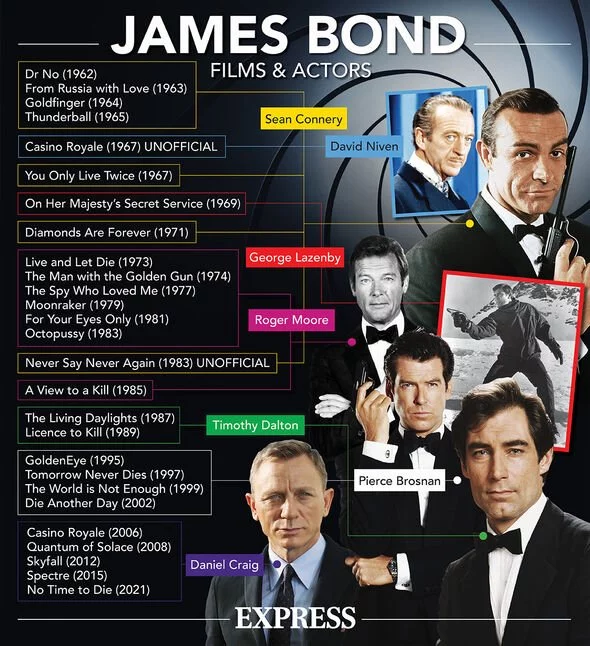 JAMES BOND
FILMS & ACTORS
Dr No (1962)
From Russia with Love (1963)
Goldfinger (1964)
Thunderball (1965)
Sean Connery
Casino Royale (1967) UNOFFICIAL
David Niven
You Only Live Twice (1967)
On Her Majesty's Secret Service (1969)
Diamonds Are Forever (1971)
George Lazenby
Live and Let Die (1973)
The Man with the Golden Gun (1974)
The Spy Who Loved Me (1977)
Moonraker (1979)
For Your Eyes Only (1981)
Octopussy (1983)
Roger Moore
Never Say Never Again (1983) UNOFFICIAL
A View to a Kill (1985)
The Living Daylights (1987)
Licence to Kill (1989)
Timothy Dalton
GoldenEye (1995)
Tomorrow Never Dies (1997)
The World is Not Enough (1999)
Die Another Day (2002)
Pierce Brosnan
Casino Royale (2006)
Quantum of Solace (2008)
Skyfall (2012)
Spectre (2015)
No Time to Die (2021)
Daniel Craig
EXPRESS